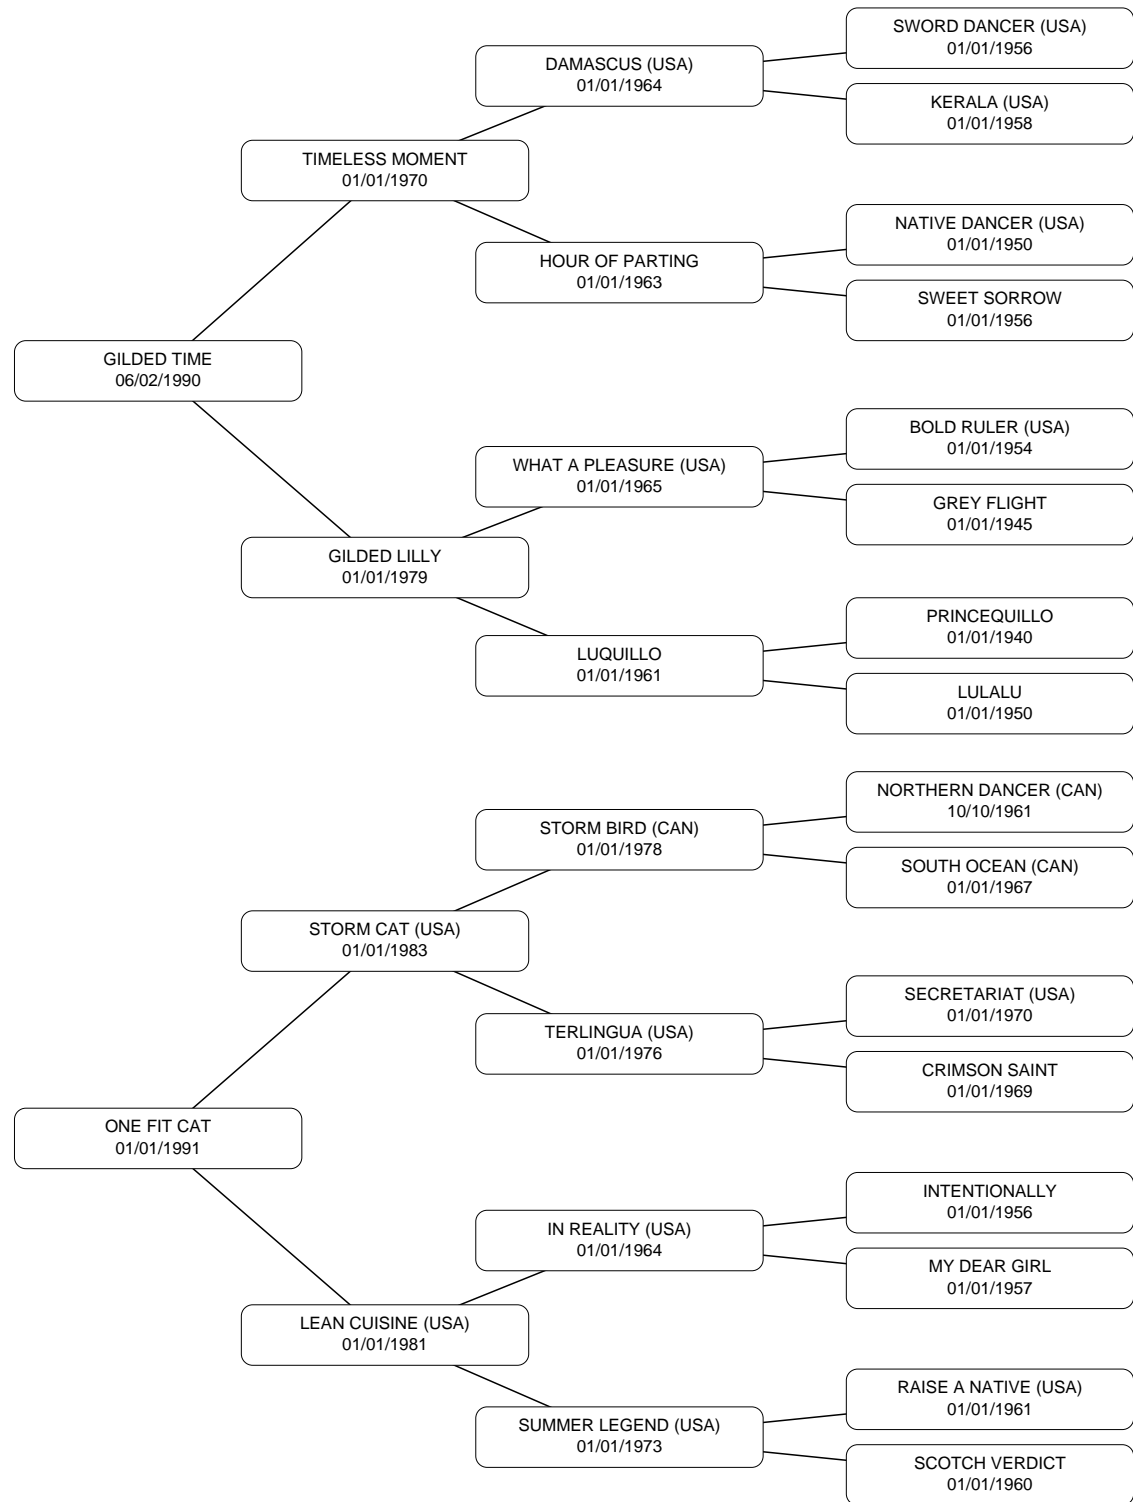 SWORD DANCER (USA)
01/01/1956
DAMASCUS (USA)
01/01/1964
KERALA (USA)
01/01/1958
TIMELESS MOMENT
01/01/1970
NATIVE DANCER (USA)
01/01/1950
HOUR OF PARTING
01/01/1963
SWEET SORROW
01/01/1956
GILDED TIME
06/02/1990
BOLD RULER (USA)
01/01/1954
WHAT A PLEASURE (USA)
01/01/1965
GREY FLIGHT
01/01/1945
GILDED LILLY
01/01/1979
PRINCEQUILLO
01/01/1940
LUQUILLO
01/01/1961
LULALU
01/01/1950
NORTHERN DANCER (CAN)
10/10/1961
STORM BIRD (CAN)
01/01/1978
SOUTH OCEAN (CAN)
01/01/1967
STORM CAT (USA)
01/01/1983
SECRETARIAT (USA)
01/01/1970
TERLINGUA (USA)
01/01/1976
CRIMSON SAINT
01/01/1969
ONE FIT CAT
01/01/1991
INTENTIONALLY
01/01/1956
IN REALITY (USA)
01/01/1964
MY DEAR GIRL
01/01/1957
LEAN CUISINE (USA)
01/01/1981
RAISE A NATIVE (USA)
01/01/1961
SUMMER LEGEND (USA)
01/01/1973
SCOTCH VERDICT
01/01/1960